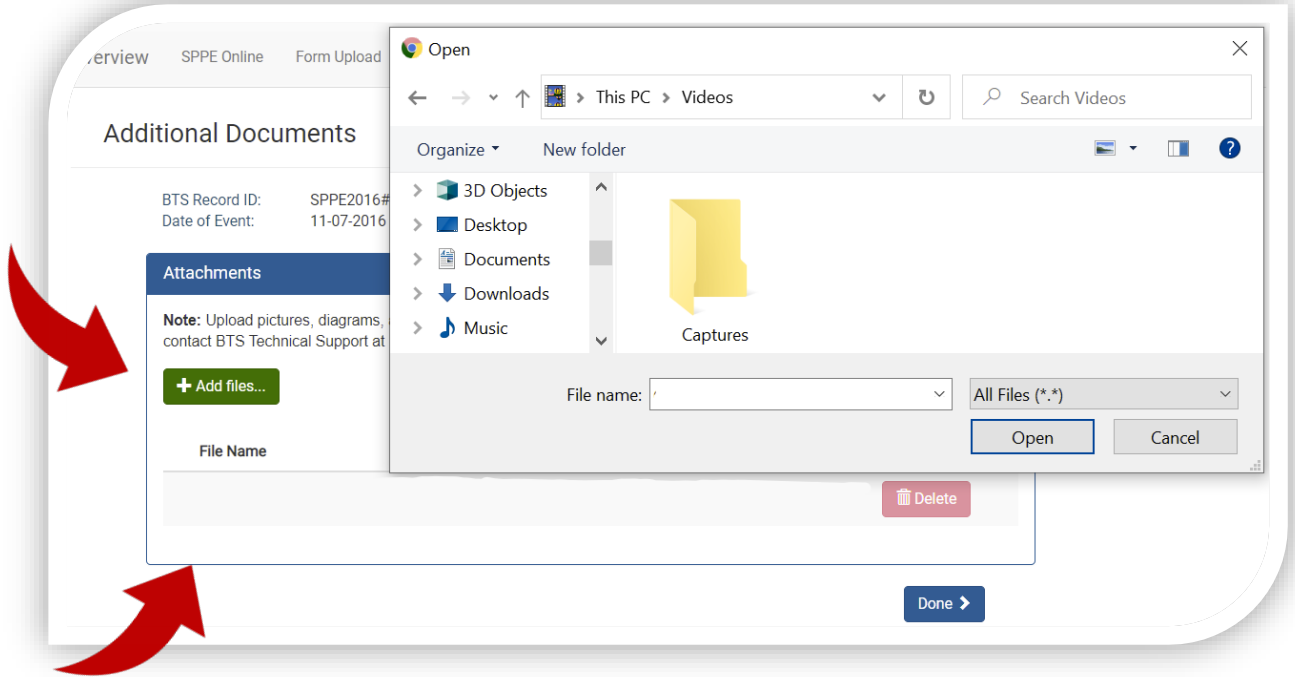 erview SPPE Online Form Upload
Additional Documents
BTS Record ID: SPPE2016#
Date of Event: 11-07-2016
Attachments
Note: Upload pictures, diagrams,
contact BTS Technical Support at
Add files...
File Name
Delete
Done
Open
This PC > Videos
Search Videos
Organize New folder
3D Objects
Desktop
Documents
Downloads
Music
Captures
File name:
All Files (*.*)
Open Cancel